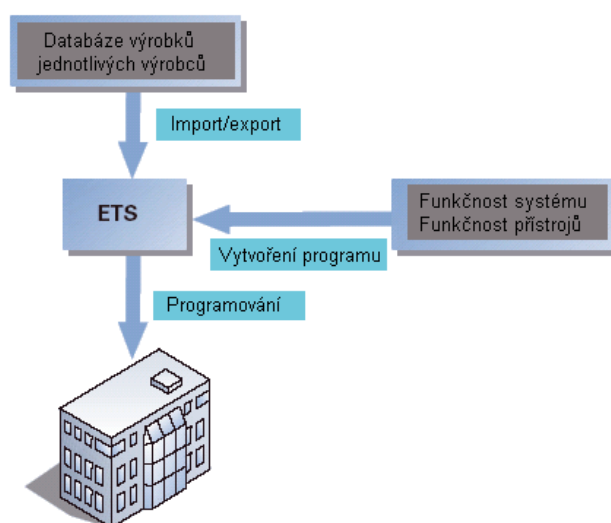 Databáze výrobků
jednotlivých výrobců
Import/export
ETS
Funkčnost systému
Funkčnost přístrojů
Vytvoření programu
Programování